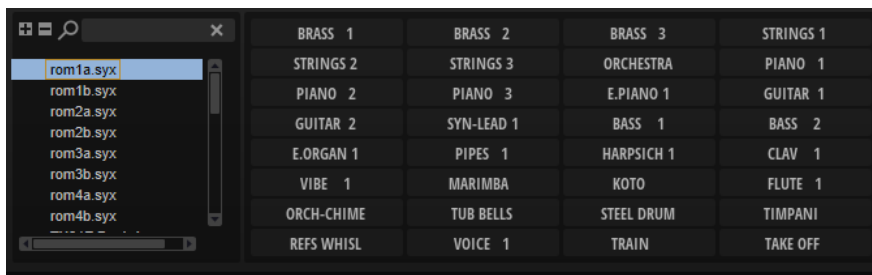 rom1a.syx
rom1b.syx
rom2a.syx
rom2b.syx
rom3a.syx
rom3b.syx
rom4a.syx
rom4b.syx
BRASS 1 BRASS 2 BRASS 3 STRINGS 1
STRINGS 2 STRINGS 3 ORCHESTRA PIANO 1
PIANO 2 PIANO 3 E.PIANO 1 GUITAR 1
GUITAR 2 SYN-LEAD 1 BASS 1 BASS 2
E.ORGAN 1 PIPES 1 HARPSICH 1 CLAV 1
VIBE 1 MARIMBA KOTO FLUTE 1
ORCH-CHIME TUB BELLS STEEL DRUM TIMPANI
REFS WHISL VOICE 1 TRAIN TAKE OFF